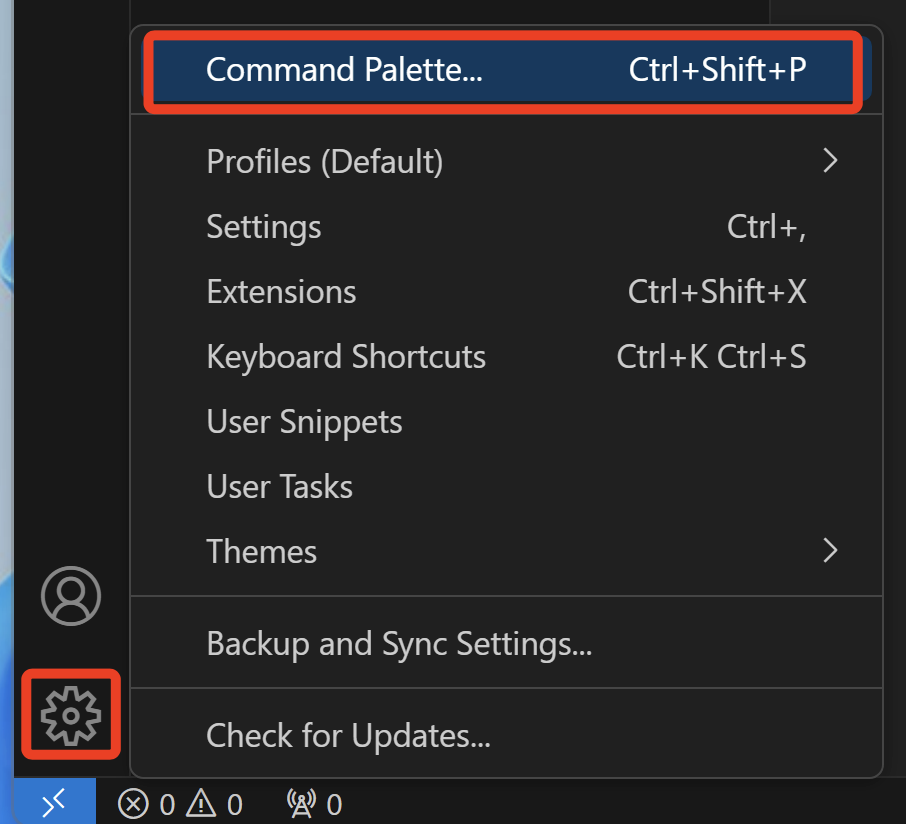 Command Palette... Ctrl+Shift+P
Profiles (Default)
Settings Ctrl+,
Extensions Ctrl+Shift+X
Keyboard Shortcuts Ctrl+K Ctrl+S
User Snippets
User Tasks
Themes
Backup and Sync Settings...
Check for Updates...
0 0 0